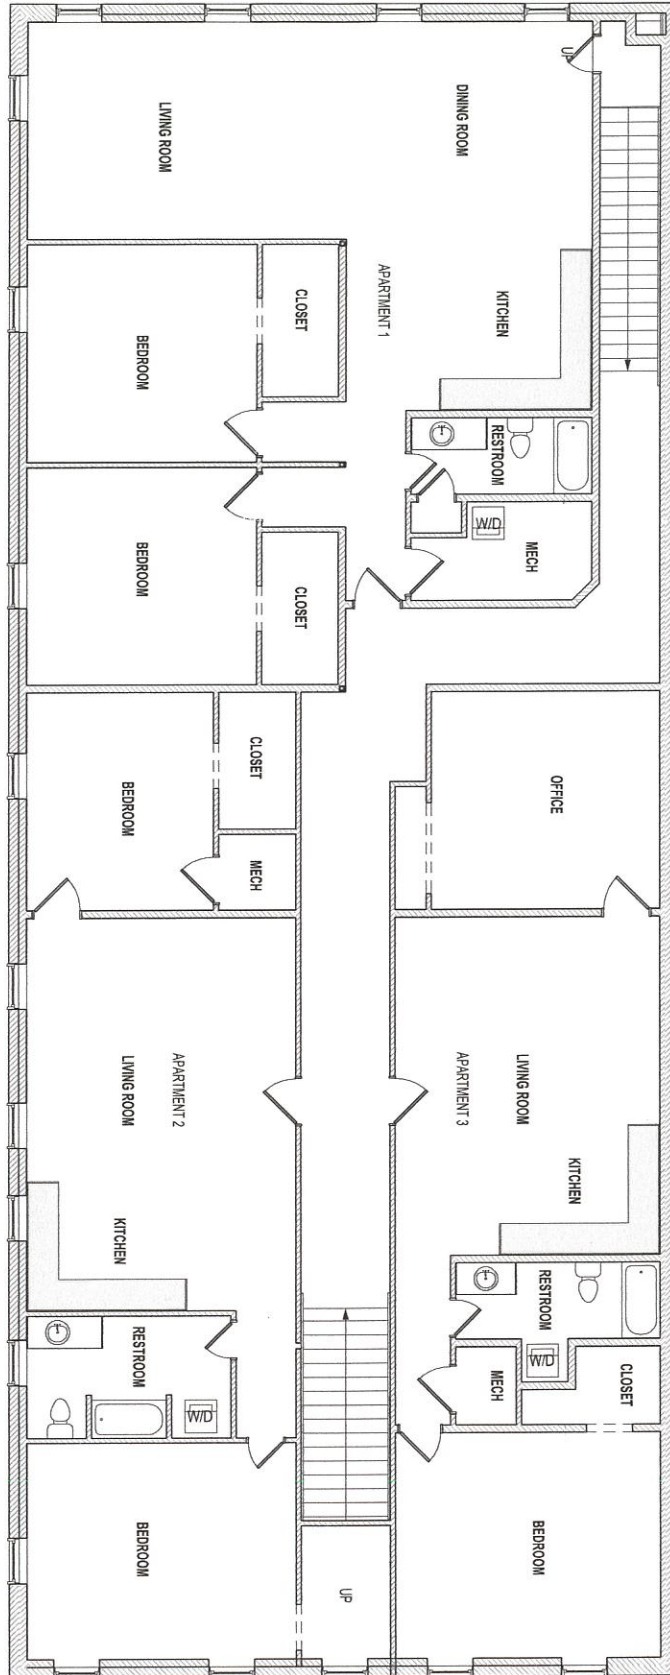 UP
DINING ROOM
LIVING ROOM
KITCHEN
APARTMENT 1
CLOSET
BEDROOM
RESTROOM
W/D
MECH
BEDROOM
CLOSET
OFFICE
CLOSET
BEDROOM
MECH
LIVING ROOM
APARTMENT 3
KITCHEN
APARTMENT 2
LIVING ROOM
KITCHEN
RESTROOM
W/D
MECH
CLOSET
RESTROOM
W/D
BEDROOM
UP
BEDROOM